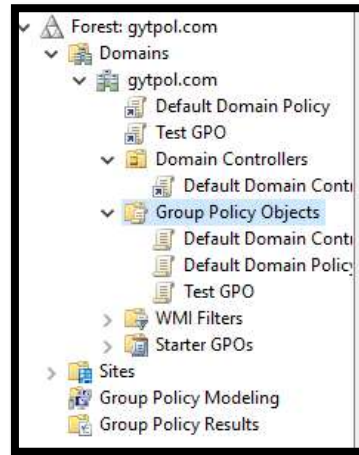 Forest: gytpol.com
Domains
gytpol.com
Default Domain Policy
Test GPO
Domain Controllers
Default Domain Contr
Group Policy Objects
Default Domain Contr
Default Domain Policy
Test GPO
WMI Filters
Starter GPOs
Sites
Group Policy Modeling
Group Policy Results